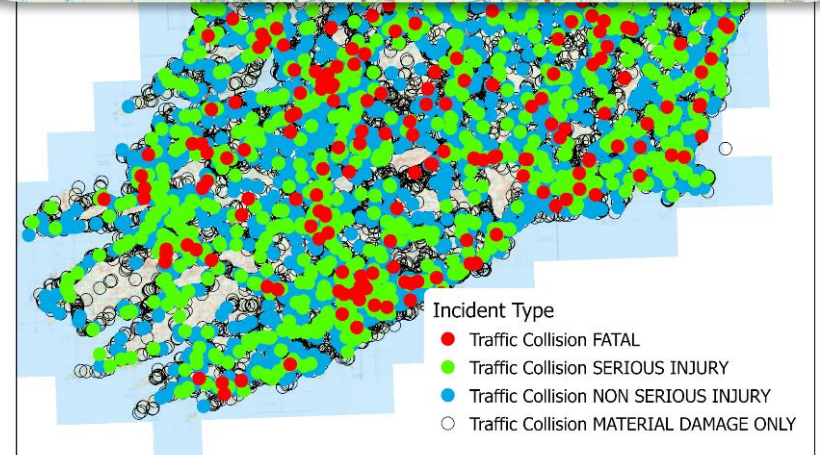 Incident Type
Traffic Collision FATAL
Traffic Collision SERIOUS INJURY
Traffic Collision NON SERIOUS INJURY
Traffic Collision MATERIAL DAMAGE ONLY